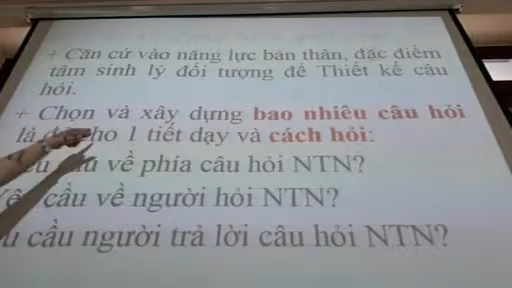 + Căn cứ vào năng lực bản thân, đặc điểm
tâm sinh lý đối tượng để Thiết kế câu
hỏi.
+ Chọn và xây dựng bao nhiêu câu hỏi
là cho 1 tiết dạy và cách hỏi:
về phía câu hỏi NTN?
cầu về người hỏi NTN?
cầu người trả lời câu hỏi NTN?